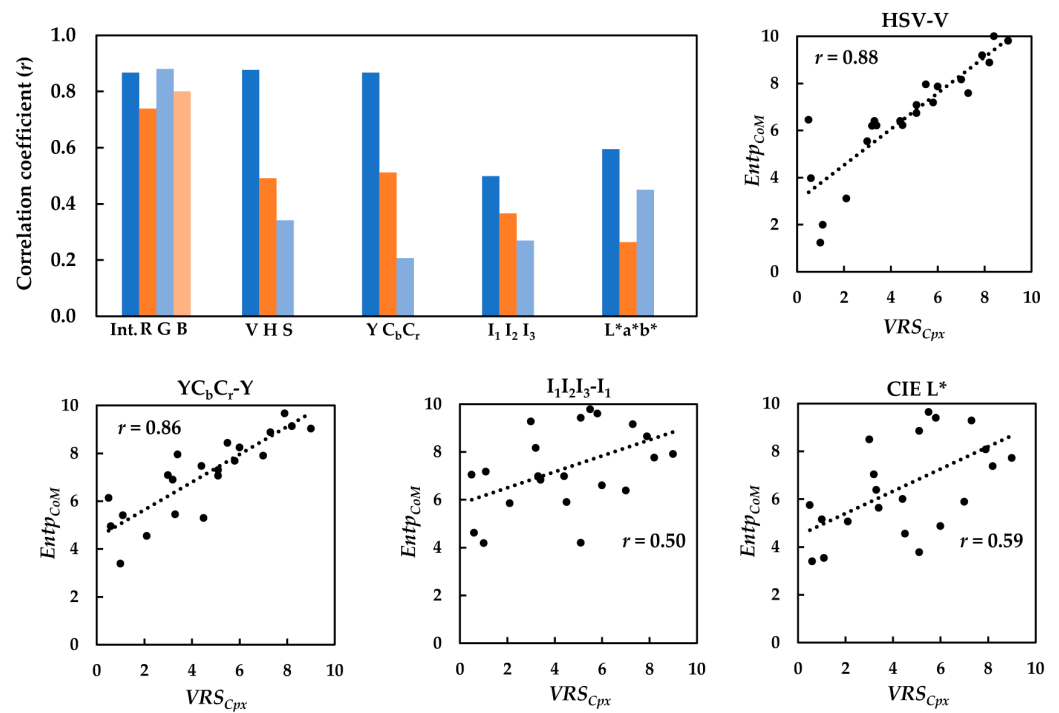 Correlation coefficient (r)
1.0
0.8
0.6
0.4
0.2
0.0
Int. R G B
V H S
Y CbCr
I1 I2 I3
L*a*b*
HSV-V
r = 0.88
EntpCoM
10
8
6
4
2
0
0 2 4 6 8 10
VRSCpx
YCbCr-Y
r = 0.86
EntpCoM
10
8
6
4
2
0
0 2 4 6 8 10
VRSCpx
I1I2I3-I1
r = 0.50
EntpCoM
10
8
6
4
2
0
0 2 4 6 8 10
VRSCpx
CIE L*
r = 0.59
EntpCoM
10
8
6
4
2
0
0 2 4 6 8 10
VRSCpx